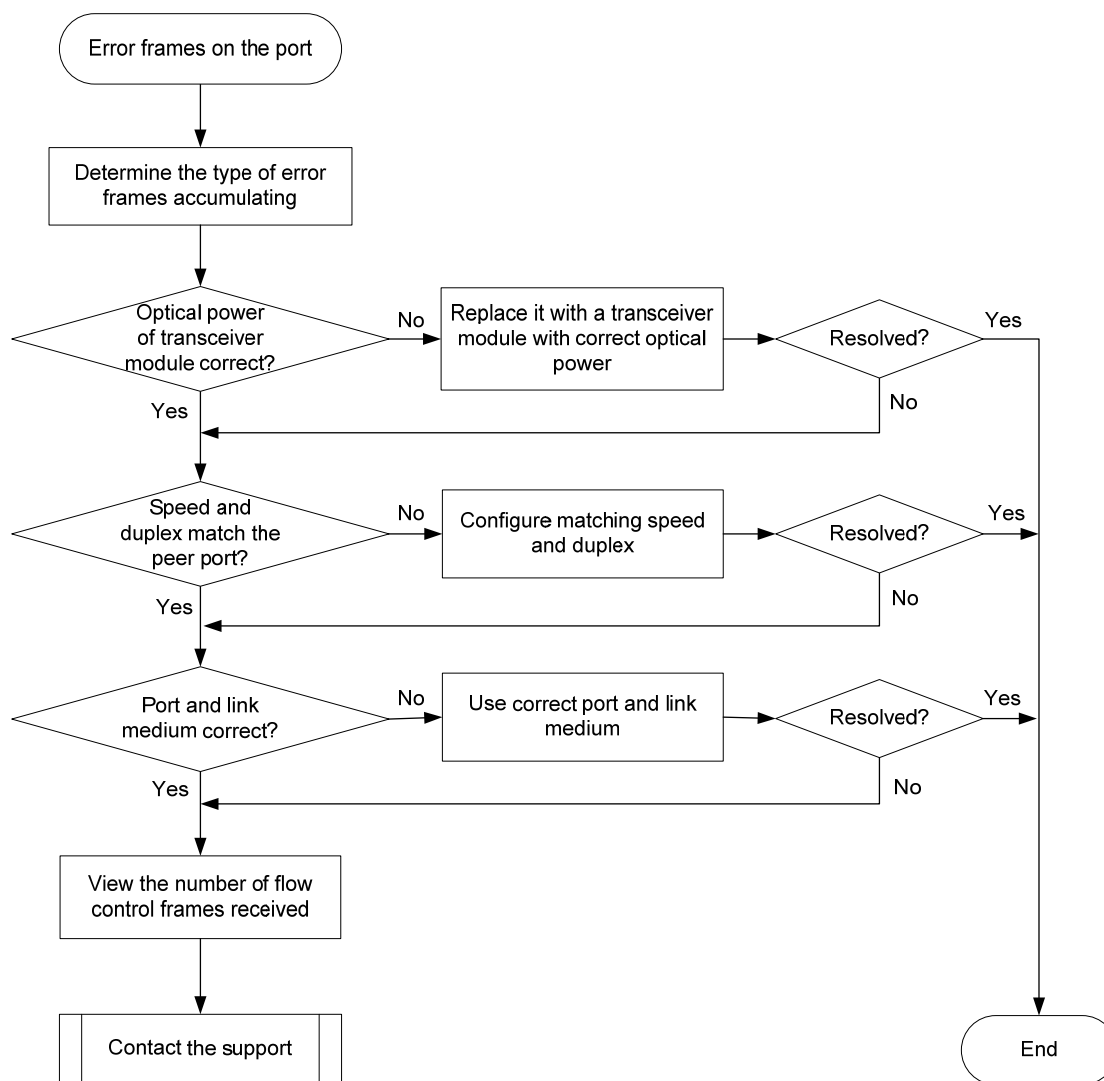 Error frames on the port
Determine the type of error
frames accumulating
Optical power
of transceiver
module correct?
No
Replace it with a transceiver
module with correct optical
power
Resolved?
Yes
Yes
No
Speed and
duplex match the
peer port?
No
Configure matching speed
and duplex
Resolved?
Yes
Yes
No
Port and link
medium correct?
No
Use correct port and link
medium
Resolved?
Yes
Yes
No
View the number of flow
control frames received
Contact the support
End